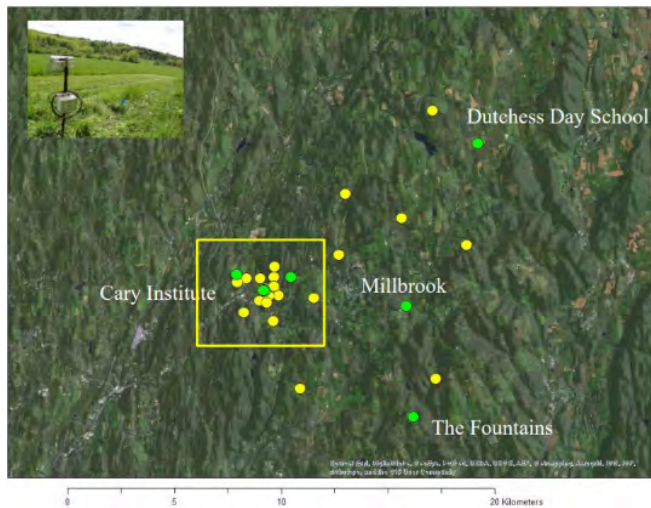 Dutchess Day School
Cary Institute
Millbrook
The Fountains
0 5 10 20 Kilometers